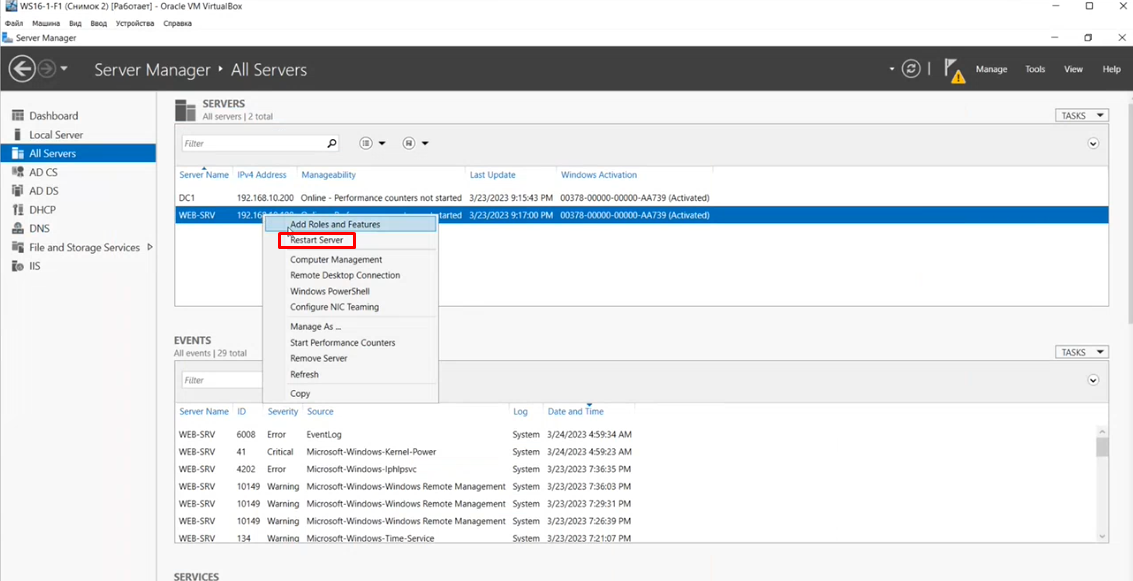 WS16-1-F1 (Снимок 2) [Работает] - Oracle VM VirtualBox
Файл Машина Вид Ввод Устройства Справка
Server Manager
Server Manager ‣ All Servers
Manage Tools View Help
Dashboard
Local Server
All Servers
AD CS
AD DS
DHCP
DNS
File and Storage Services
IIS
SERVERS
All servers | 2 total
TASKS
Filter
Server Name IPv4 Address Manageability Last Update Windows Activation
DC1 192.168.10.200 Online - Performance counters not started 3/23/2023 9:15:43 PM 00378-00000-00000-AA739 (Activated)
WEB-SRV started 3/23/2023 9:17:00 PM 00378-00000-00000-AA739 (Activated)
Add Roles and Features
Restart Server
Computer Management
Remote Desktop Connection
Windows PowerShell
Configure NIC Teaming
Manage As ...
Start Performance Counters
Remove Server
Refresh
Copy
EVENTS
All events | 29 total
TASKS
Filter
Server Name ID Severity Source Log Date and Time
WEB-SRV 6008 Error EventLog System 3/24/2023 4:59:34 AM
WEB-SRV 41 Critical Microsoft-Windows-Kernel-Power System 3/24/2023 4:59:23 AM
WEB-SRV 4202 Error Microsoft-Windows-Iphlpsvc System 3/23/2023 7:36:35 PM
WEB-SRV 10149 Warning Microsoft-Windows-Windows Remote Management System 3/23/2023 7:36:03 PM
WEB-SRV 10149 Warning Microsoft-Windows-Windows Remote Management System 3/23/2023 7:29:31 PM
WEB-SRV 10149 Warning Microsoft-Windows-Windows Remote Management System 3/23/2023 7:26:39 PM
WEB-SRV 134 Warning Microsoft-Windows-Time-Service System 3/23/2023 7:21:07 PM
SERVICES